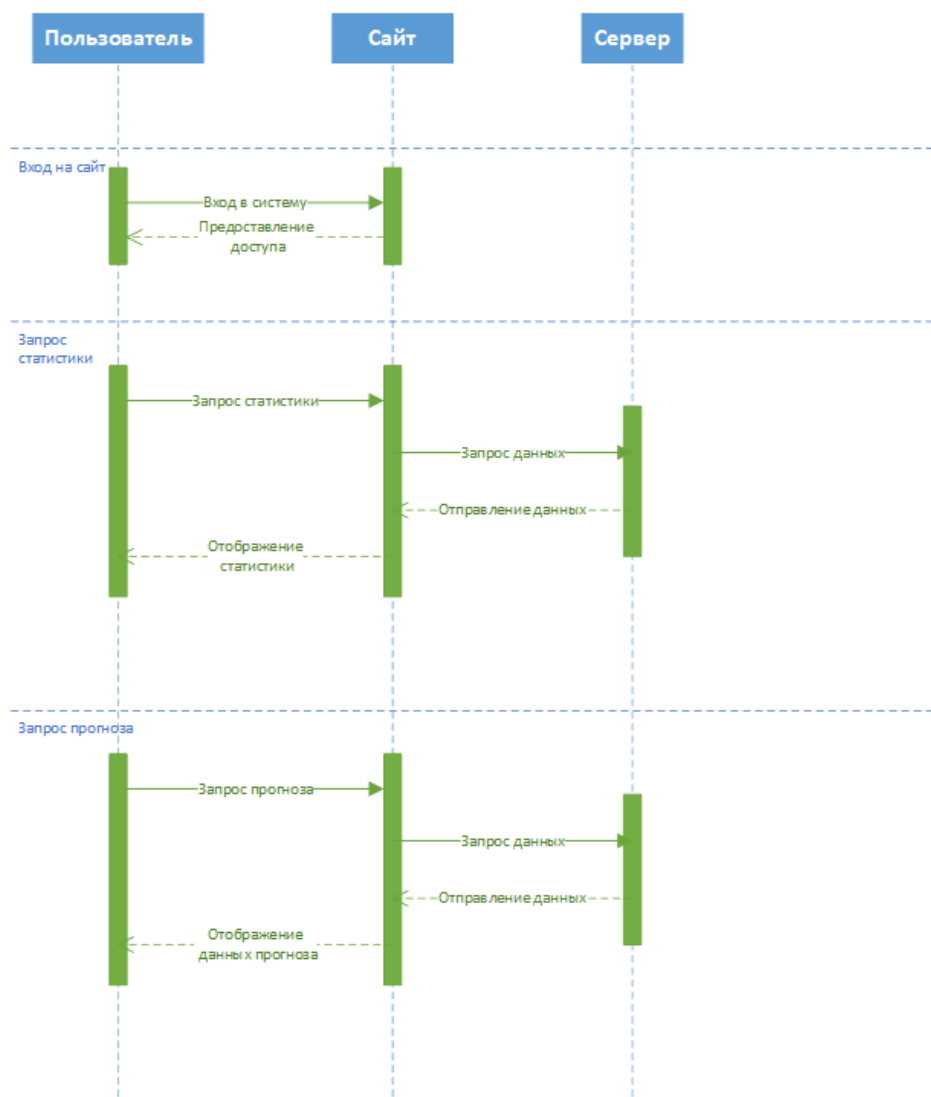 Пользователь
Сайт
Сервер
Вход на сайт
Вход в систему
Предоставление
доступа
Запрос
статистики
Запрос статистики
Запрос данных
Отправление данных
Отображение
статистики
Запрос прогноза
Запрос прогноза
Запрос данных
Отправление данных
Отображение
данных прогноза